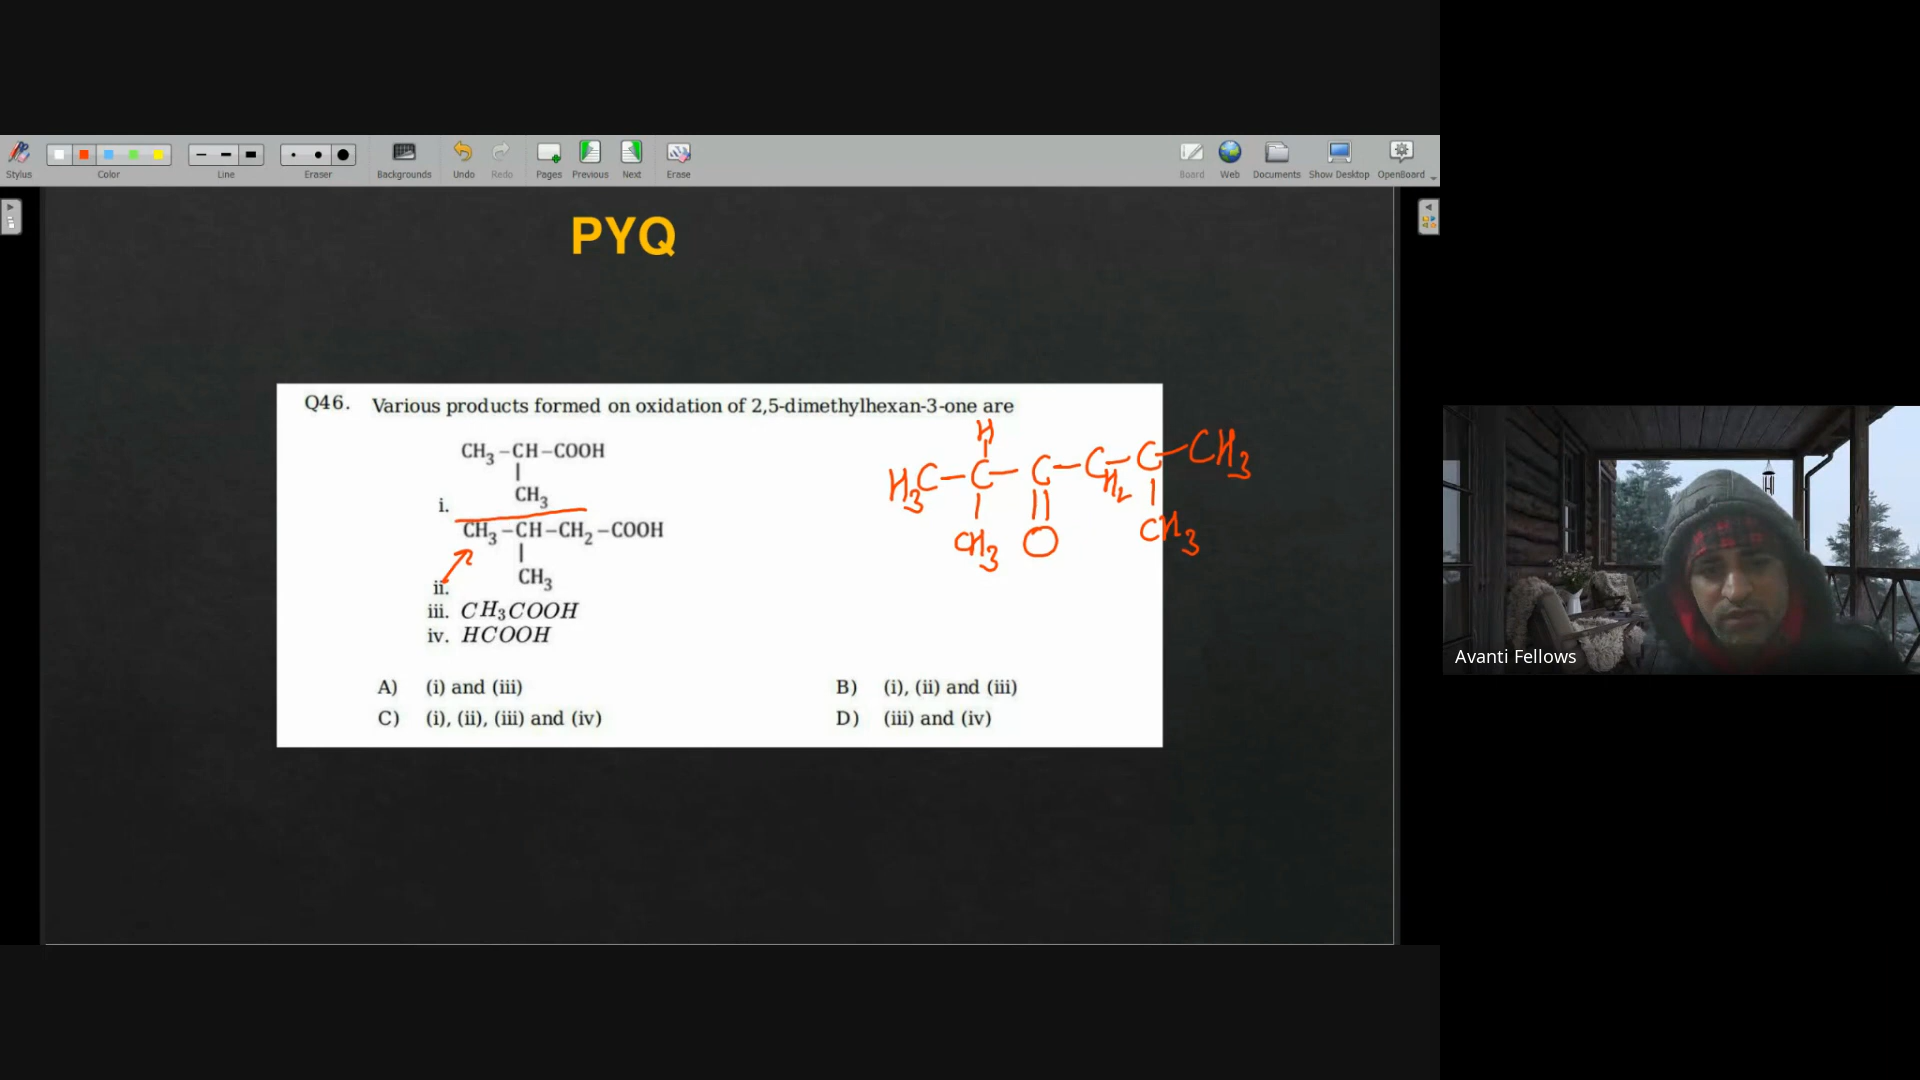 Stylus Color Line Eraser Backgrounds Undo Redo Pages Previous Next Erase Board Web Documents Show Desktop OpenBoard
PYQ
Q46. Various products formed on oxidation of 2,5-dimethylhexan-3-one are
CH3 –CH–COOH
|
CH3
i.
CH3 –CH–CH2 –COOH
|
CH3
ii.
iii. CH3COOH
iv. HCOOH
H
H3C–C–C–CH2–C–CH3
CH3 O CH3
A) (i) and (iii) B) (i), (ii) and (iii)
C) (i), (ii), (iii) and (iv) D) (iii) and (iv)
Avanti Fellows